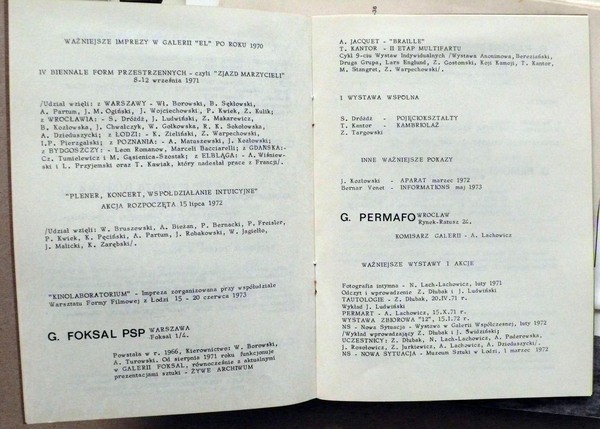 WAŻNIEJSZE IMPREZY W GALERII "EL" PO ROKU 1970
IV BIENNALE FORM PRZESTRZENNYCH - czyli "ZJAZD MARZYCIELI"
8-12 września 1971
/Udział wzięli: z WARSZAWY - Wł. Borowski, B. Sękłowski,
A. Partum, J. M. Ogiński, J. Wojciechowski, P. Kwiek, Z. Kulik;
z WROCŁAWIA: - S. Dróżdż, J. Ludwiński, Z. Makarewicz,
B. Kozłowska, J. Chwałczyk, W. Gołkowska, R. K. Sokołowska,
A. Dzieduszycki; z ŁODZI: - K. Zieliński, Z. Warpechowski,
I.P. Pierzgalski; z POZNANIA: - A. Matuszewski, J. Kozłowski;
z BYDGOSZCZY: - Leon Romanow, Marceli Bacciarelli; z GDAŃSKA:-
Cz. Tumielewicz i M. Gąsienica-Szostak; z ELBLĄGA: - A. Wiśniew-
ski i L. Przyjemski oraz T. Kawiak, który nadesłał prace z Francji/.
"PLENER, KONCERT, WSPÓŁDZIAŁANIE INTUICYJNE"
AKCJA ROZPOCZĘTA 15 lipca 1972
/Udział wzięli: W. Bruszewski, A. Bieżan, P. Bernacki, P. Freisler,
P. Kwiek, K. Pęciński, A. Partum, J. Robakowski, W. Jagiełło,
J. Malicki, K. Zarębski/.
"KINOLABORATORIUM" - Impreza zorganizowana przy współudziale
Warsztatu Formy Filmowej z Łodzi 15 - 20 czerwca 1973
G. FOKSAL PSP WARSZAWA
Foksal 1/4.
Powstała w r. 1966, Kierownictwo: W. Borowski,
A. Turowski. Od sierpnia 1971 roku funkcjonuje
w GALERII FOKSAL, równocześnie z aktualnymi
prezentacjami sztuki - ŻYWE ARCHIWUM
A. JACQUET - "BRAILLE"
T. KANTOR - II ETAP MULTIPARTU
Cykl 9-ciu Wystaw Indywidualnych /Wystawa Anonimowa, Bereziański,
Druga Grupa, Lars Englund, Z. Gostomski, Koji Kamoji, T. Kantor,
M. Stangret, Z. Warpechowski/.
1 WYSTAWA WSPÓLNA
S. Dróżdż - POJĘCIOKSZTAŁTY
T. Kantor - KAMBRIOLAŻ
Z. Targowski
INNE WAŻNIEJSZE POKAZY
J. Kozłowski - APARAT marzec 1972
Bernar Venet - INFORMATIONS maj 1973
G. PERMAFO WROCŁAW
Rynek-Ratusz 24.
KOMISARZ GALERII - A. Lachowicz
WAŻNIEJSZE WYSTAWY I AKCJE
Fotografia intymna - N. Lach-Lachowicz, luty 1971
Odczyt i wprowadzenie Z. Dłubak i J. Ludwiński
TAUTOLOGIE - Z. Dłubak, 20.IV.71 r.
Wykład J. Ludwiński
PERMART - A. Lachowicz, 15.X.71 r.
WYSTAWA ZBIOROWA "12", 15.1.72 r.
NS - Nowa Sytuacja - Wystawa w Galerii Współczesnej, luty 1972
/Wykład wprowadzający Z. Dłubak i J. Świdziński/.
UCZESTNICY: Z. Dłubak, N. Lach-Lachowicz, A. Paderewska,
J. Rosołowicz, Z. Jurkiewicz, A. Lachowicz, A. Dzieduszycki/.
NS - NOWA SYTUACJA - Muzeum Sztuki w Łodzi, 1 marzec 1972